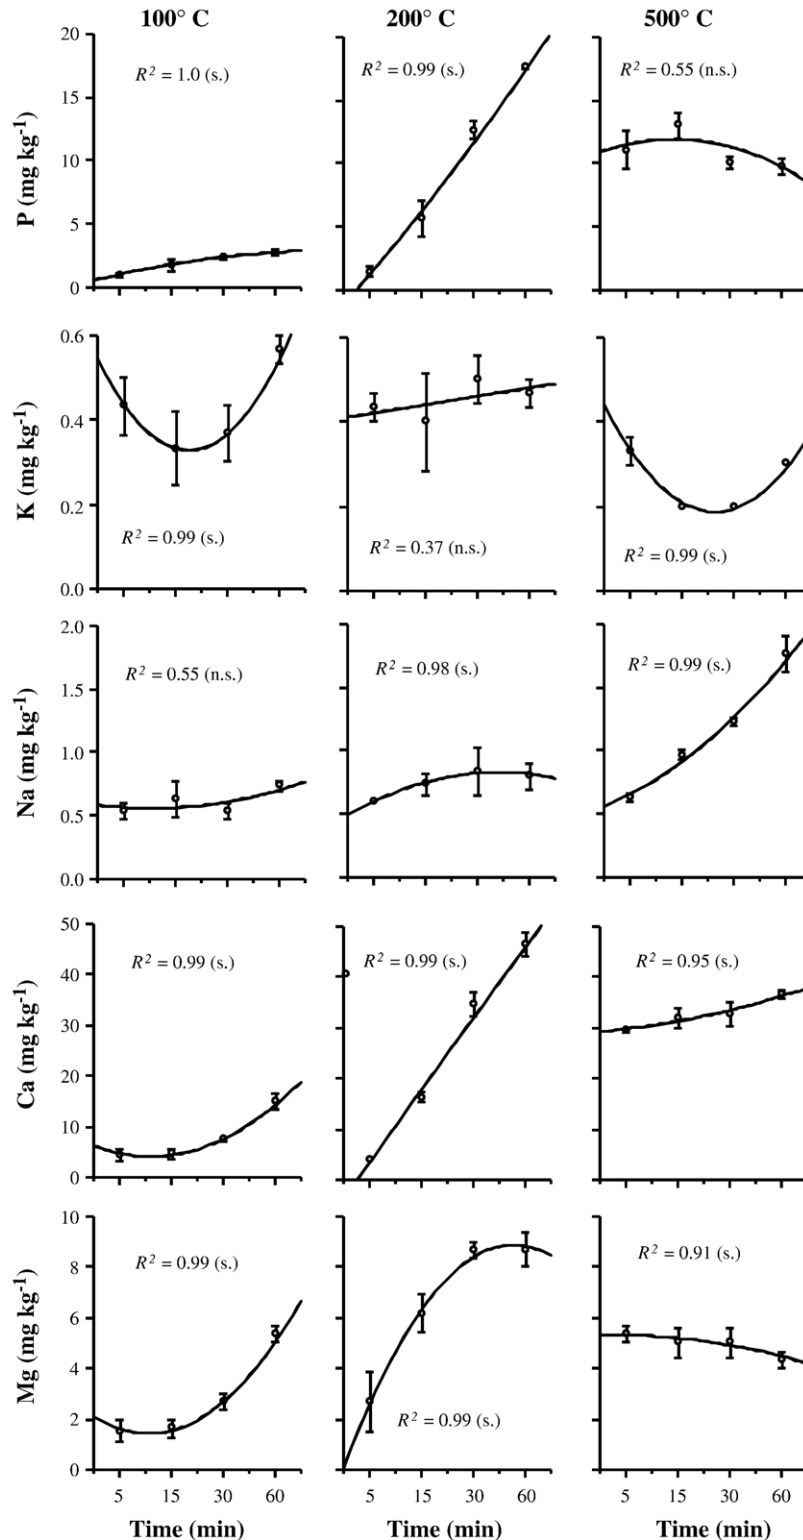 100° C 200° C 500° C
20
R² = 1.0 (s.) R² = 0.99 (s.) R² = 0.55 (n.s.)
15
P (mg kg⁻¹)
10
5
0
0.6
K (mg kg⁻¹)
0.4
0.2
R² = 0.99 (s.) R² = 0.37 (n.s.) R² = 0.99 (s.)
0.0
2.0
R² = 0.55 (n.s.) R² = 0.98 (s.) R² = 0.99 (s.)
1.5
Na (mg kg⁻¹)
1.0
0.5
0.0
50
R² = 0.99 (s.) R² = 0.99 (s.) R² = 0.95 (s.)
40
Ca (mg kg⁻¹)
30
20
10
0
10
R² = 0.99 (s.) R² = 0.91 (s.)
8
Mg (mg kg⁻¹)
6
4
2
R² = 0.99 (s.)
0
5 15 30 60 5 15 30 60 5 15 30 60
Time (min) Time (min) Time (min)